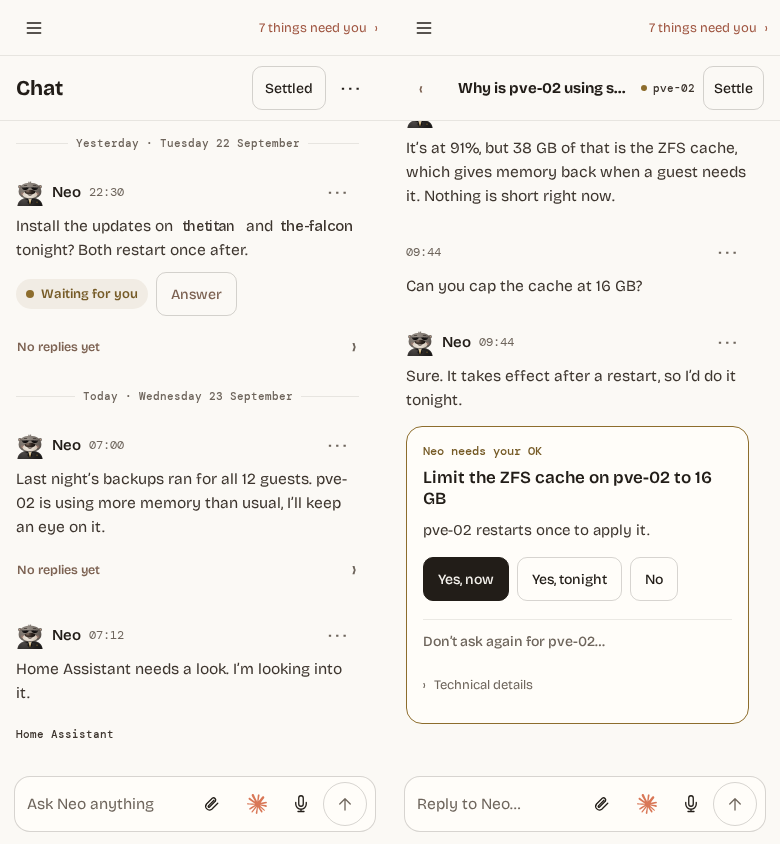 7 things need you ›
Chat
Settled
···
Yesterday · Tuesday 22 September
Neo 22:30 ···
Install the updates on thetitan and the-falcon
tonight? Both restart once after.
Waiting for you
Answer
No replies yet ›
Today · Wednesday 23 September
Neo 07:00 ···
Last night's backups ran for all 12 guests. pve-
02 is using more memory than usual, I'll keep
an eye on it.
No replies yet ›
Neo 07:12 ···
Home Assistant needs a look. I'm looking into
it.
Home Assistant
Ask Neo anything
7 things need you ›
‹ Why is pve-02 using s... pve-02 Settle
It's at 91%, but 38 GB of that is the ZFS cache,
which gives memory back when a guest needs
it. Nothing is short right now.
09:44 ···
Can you cap the cache at 16 GB?
Neo 09:44 ···
Sure. It takes effect after a restart, so I'd do it
tonight.
Neo needs your OK
Limit the ZFS cache on pve-02 to 16
GB
pve-02 restarts once to apply it.
Yes, now
Yes, tonight
No
Don't ask again for pve-02...
› Technical details
Reply to Neo...